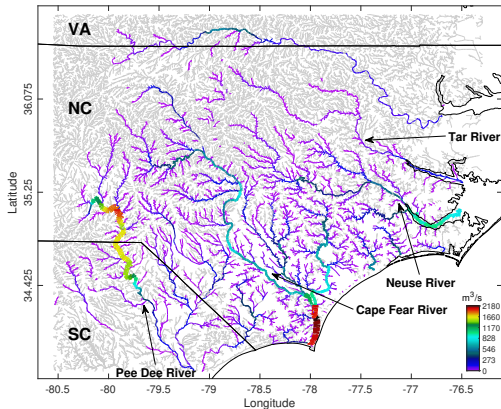 VA
36.075
NC
Tar River
Latitude
35.25
Neuse River
34.425
m³/s
2180
1660
1170
828
546
273
0
Cape Fear River
SC
Pee Dee River
-80.5
-80
-79.5
-79
-78.5
-78
-77.5
-77
-76.5
Longitude